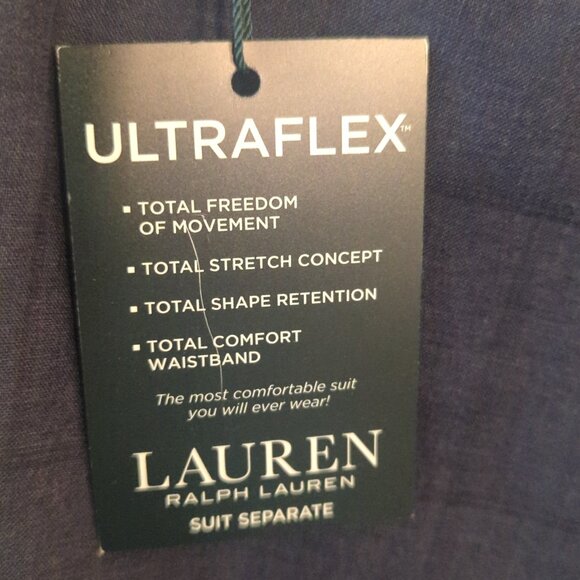 ULTRAFLEX™
▪ TOTAL FREEDOM
OF MOVEMENT
▪ TOTAL STRETCH CONCEPT
▪ TOTAL SHAPE RETENTION
▪ TOTAL COMFORT
WAISTBAND
The most comfortable suit
you will ever wear!
LAUREN
RALPH LAUREN
SUIT SEPARATE